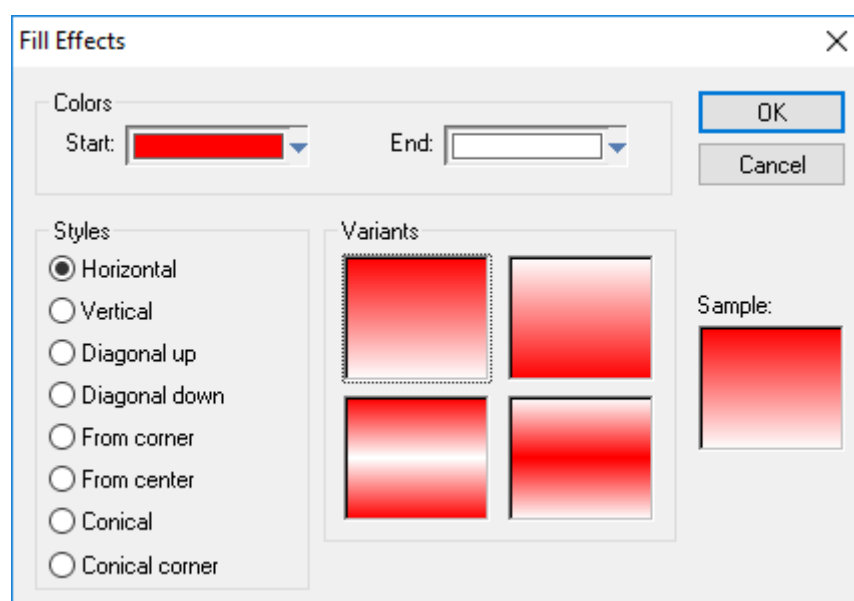 Fill Effects
Colors
Start:
End:
OK
Cancel
Styles
Horizontal
Vertical
Diagonal up
Diagonal down
From corner
From center
Conical
Conical corner
Variants
Sample: